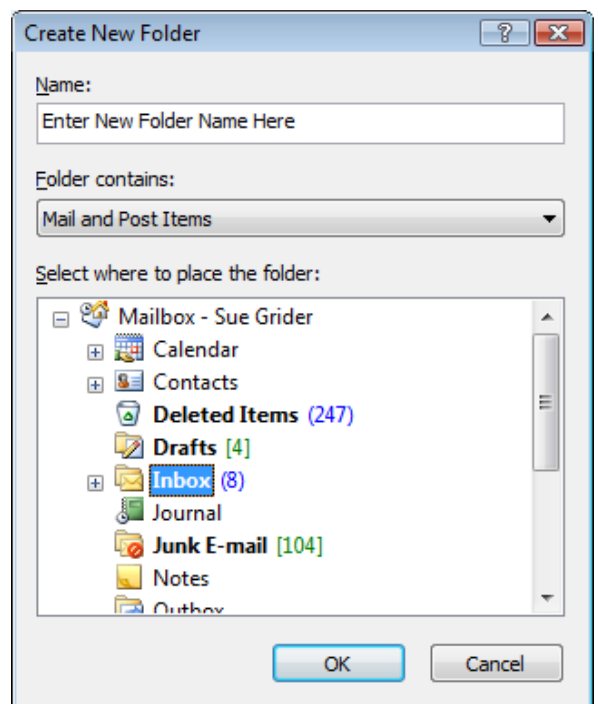 Create New Folder
Name:
Enter New Folder Name Here
Folder contains:
Mail and Post Items
Select where to place the folder:
Mailbox - Sue Grider
Calendar
Contacts
Deleted Items (247)
Drafts [4]
Inbox (8)
Journal
Junk E-mail [104]
Notes
Outbox
OK Cancel